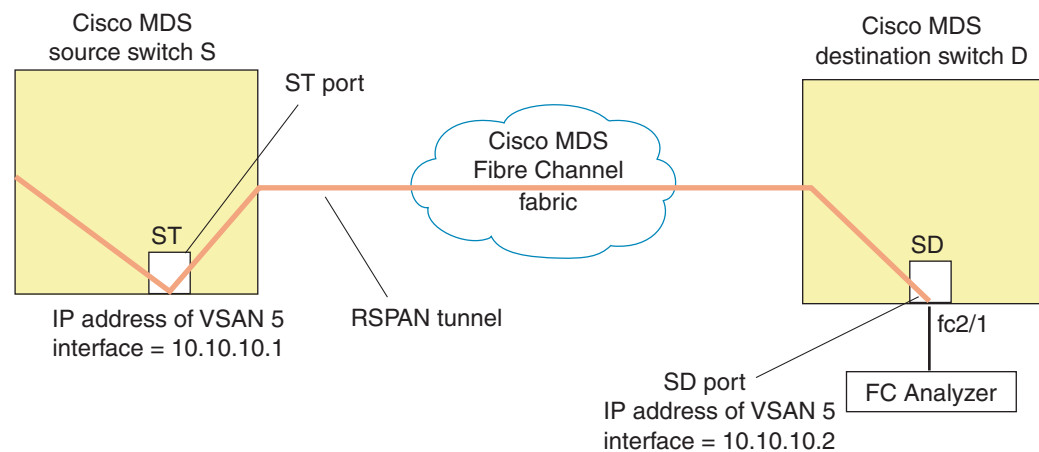 Cisco MDS
source switch S
ST port
Cisco MDS
Fibre Channel
fabric
Cisco MDS
destination switch D
ST
SD
IP address of VSAN 5
interface = 10.10.10.1
RSPAN tunnel
fc2/1
SD port
FC Analyzer
IP address of VSAN 5
interface = 10.10.10.2